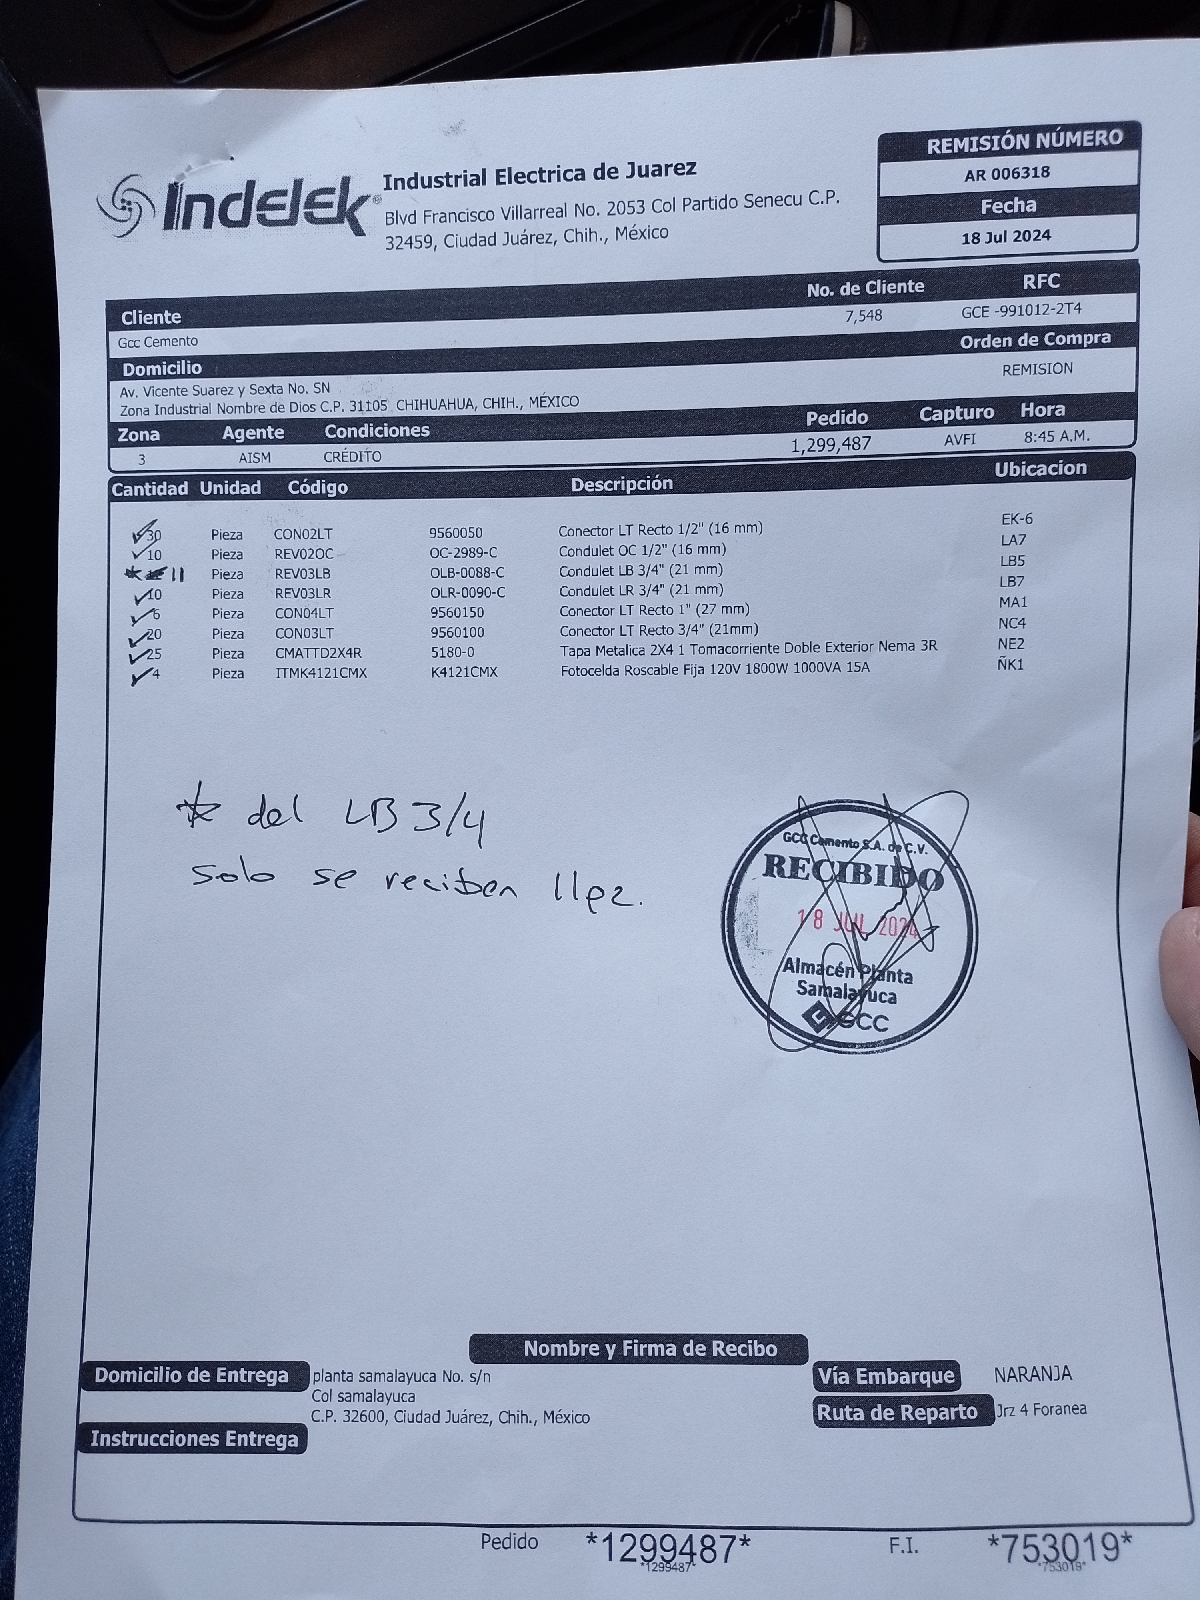 Indelek®
Industrial Electrica de Juarez
Blvd Francisco Villarreal No. 2053 Col Partido Senecu C.P.
32459, Ciudad Juárez, Chih., México
REMISIÓN NÚMERO
AR 006318
Fecha
18 Jul 2024
Cliente No. de Cliente RFC
Gcc Cemento 7,548 GCE -991012-2T4
Domicilio Orden de Compra
Av. Vicente Suarez y Sexta No. SN REMISION
Zona Industrial Nombre de Dios C.P. 31105 CHIHUAHUA, CHIH., MÉXICO
Zona Agente Condiciones Pedido Capturo Hora
3 AISM CRÉDITO 1,299,487 AVFI 8:45 A.M.
Cantidad Unidad Código Descripción Ubicacion
30 Pieza CON02LT 9560050 Conector LT Recto 1/2" (16 mm) EK-6
10 Pieza REV02OC OC-2989-C Condulet OC 1/2" (16 mm) LA7
11 Pieza REV03LB OLB-0088-C Condulet LB 3/4" (21 mm) LB5
10 Pieza REV03LR OLR-0090-C Condulet LR 3/4" (21 mm) LB7
6 Pieza CON04LT 9560150 Conector LT Recto 1" (27 mm) MA1
20 Pieza CON03LT 9560100 Conector LT Recto 3/4" (21mm) NC4
25 Pieza CMATTD2X4R 5180-0 Tapa Metalica 2X4 1 Tomacorriente Doble Exterior Nema 3R NE2
4 Pieza ITMK4121CMX K4121CMX Fotocelda Roscable Fija 120V 1800W 1000VA 15A ÑK1
* del LB 3/4
solo se reciben 11pz.
GCC Cemento S.A. de C.V.
RECIBIDO
18 JUL 2024
Almacén Planta
Samalayuca
GCC
Nombre y Firma de Recibo
Domicilio de Entrega planta samalayuca No. s/n
Col samalayuca
C.P. 32600, Ciudad Juárez, Chih., México
Instrucciones Entrega
Vía Embarque NARANJA
Ruta de Reparto Jrz 4 Foranea
Pedido *1299487* F.I. *753019*
*1299487* *753019*